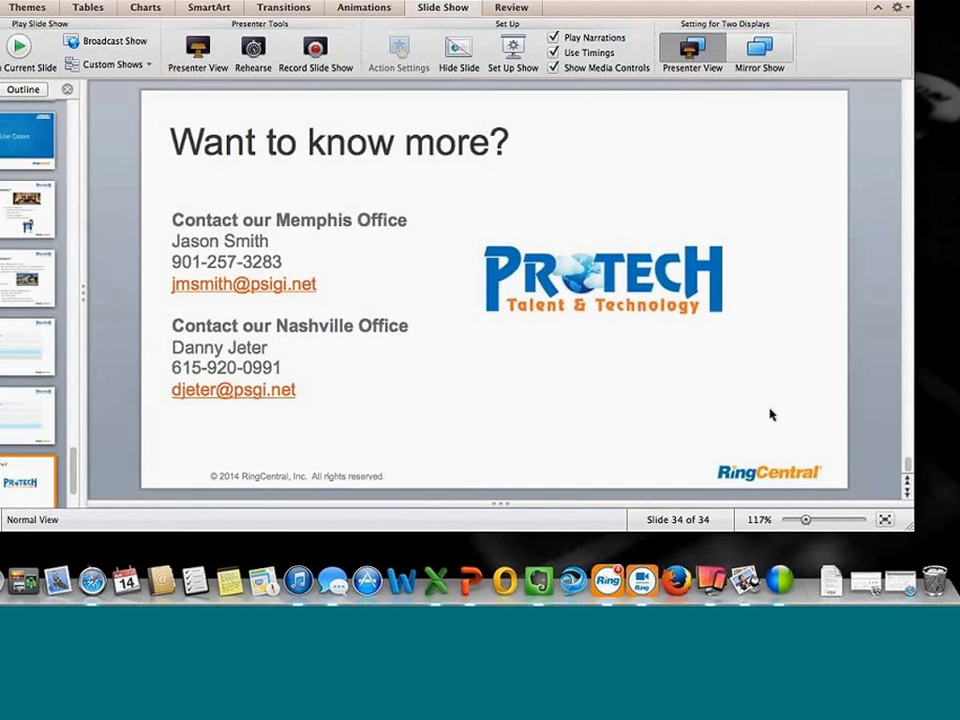 Themes Tables Charts SmartArt Transitions Animations Slide Show Review
Play Slide Show Presenter Tools Set Up Setting for Two Displays
Broadcast Show
Custom Shows
Current Slide
Presenter View
Rehearse
Record Slide Show
Action Settings
Hide Slide
Set Up Show
Play Narrations
Use Timings
Show Media Controls
Presenter View
Mirror Show
Outline
Want to know more?
Contact our Memphis Office
Jason Smith
901-257-3283
jmsmith@psigi.net
Contact our Nashville Office
Danny Jeter
615-920-0991
djeter@psgi.net
PROTECH
Talent & Technology
© 2014 RingCentral, Inc. All rights reserved.
RingCentral
Normal View
Slide 34 of 34
117%
14
Ring
Ring